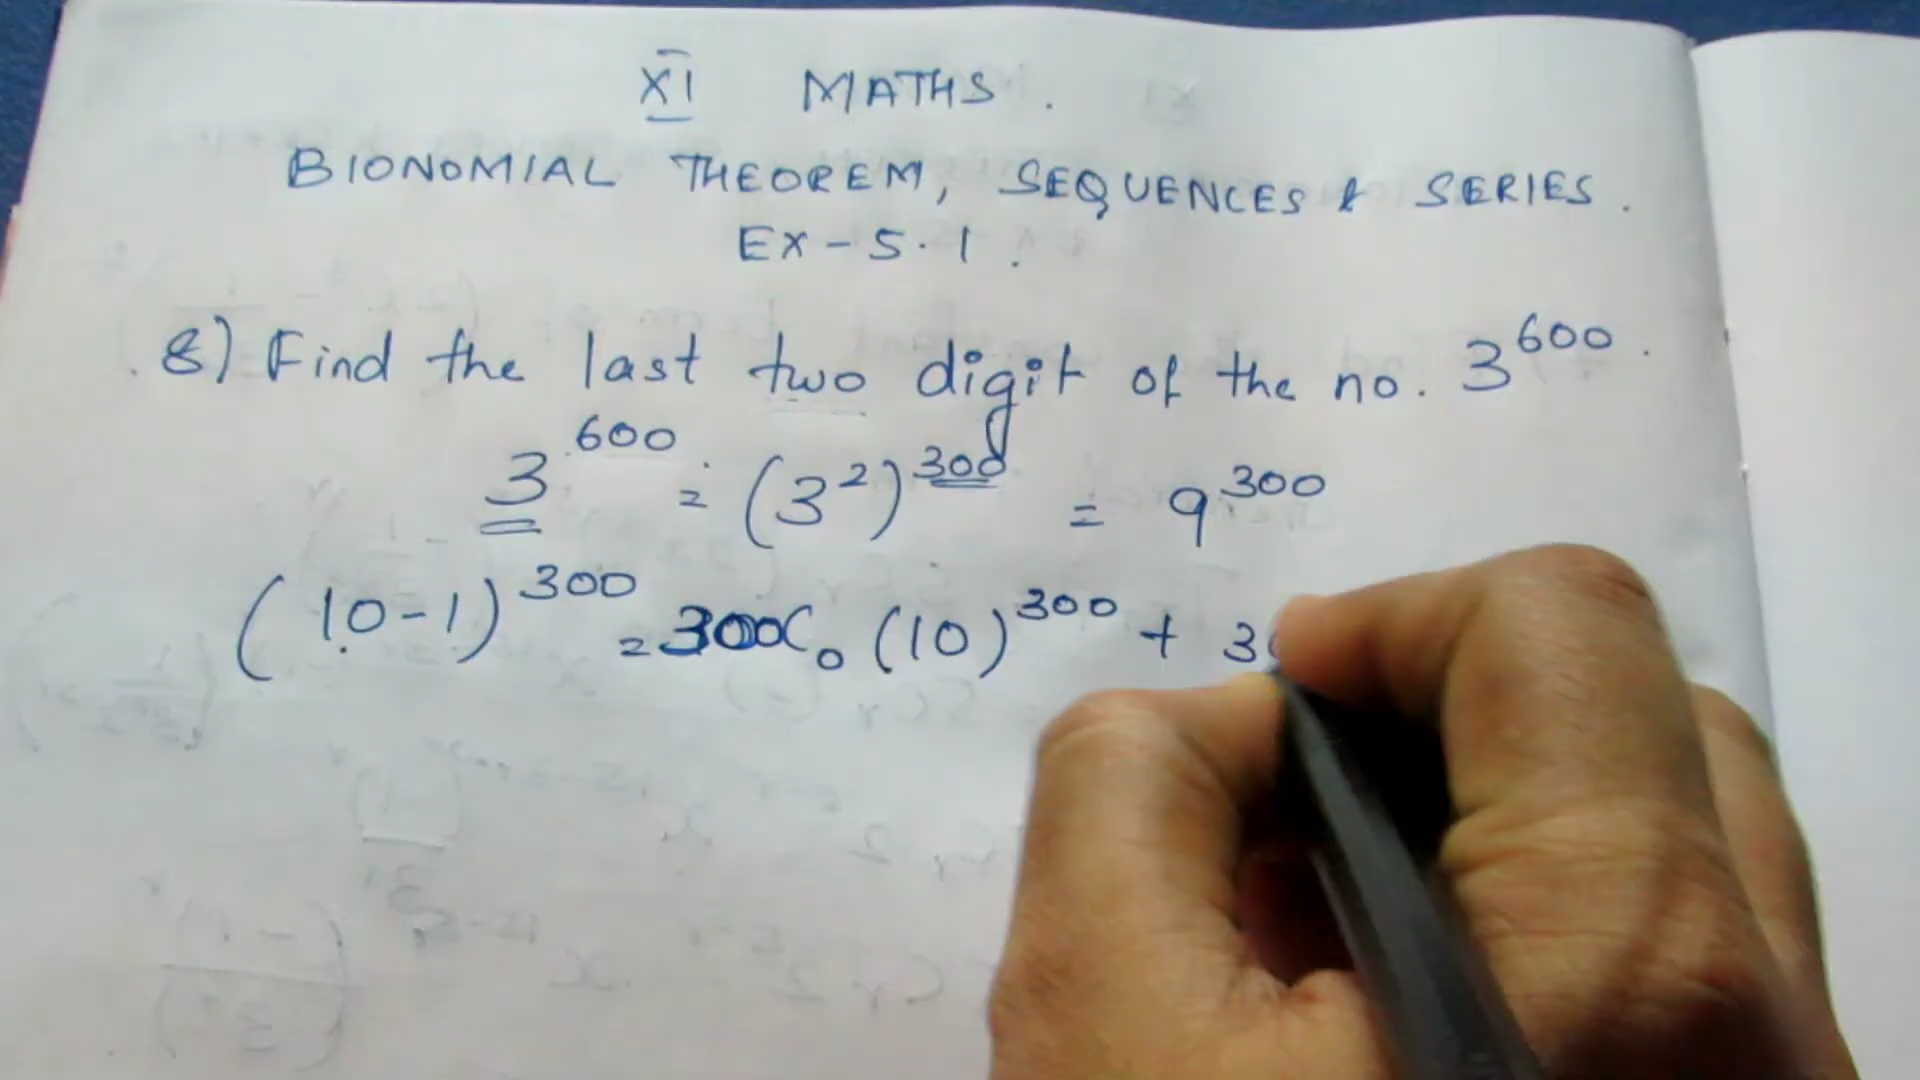 XI MATHS.
BIONOMIAL THEOREM, SEQUENCES & SERIES.
EX-5.1.
8) Find the last two digit of the no. 3^600.
3^600 = (3^2)^300 = 9^300
(10-1)^300 = 300C₀ (10)^300 + 30